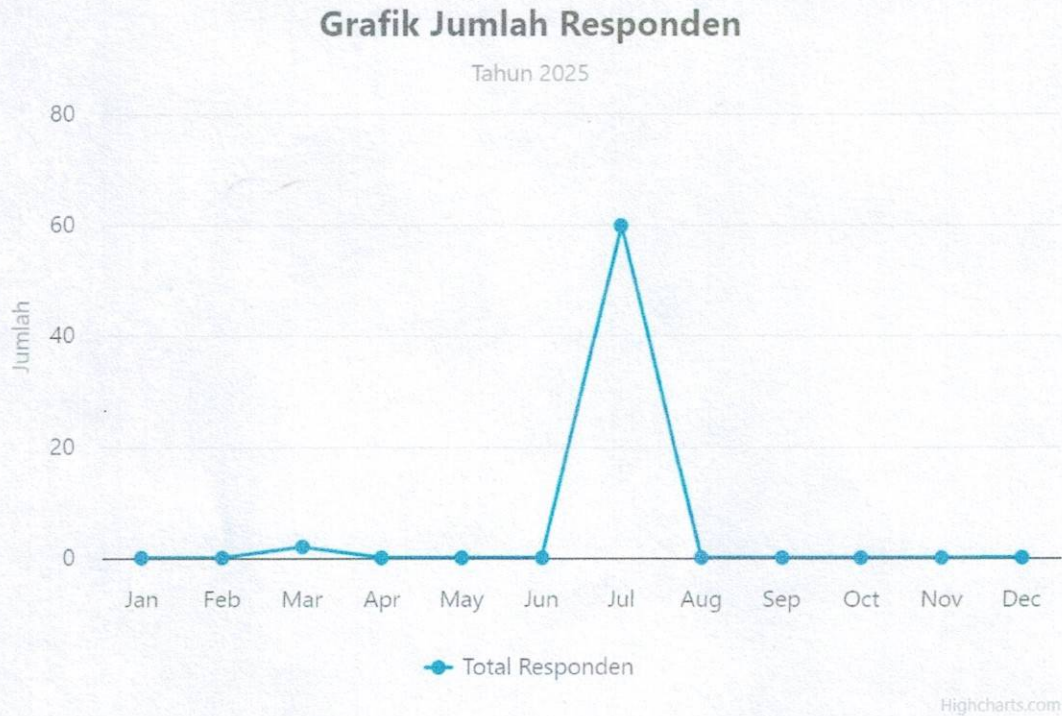 Grafik Jumlah Responden
Tahun 2025
80
60
40
20
0
Jumlah
Jan Feb Mar Apr May Jun Jul Aug Sep Oct Nov Dec
Total Responden
Highcharts.com